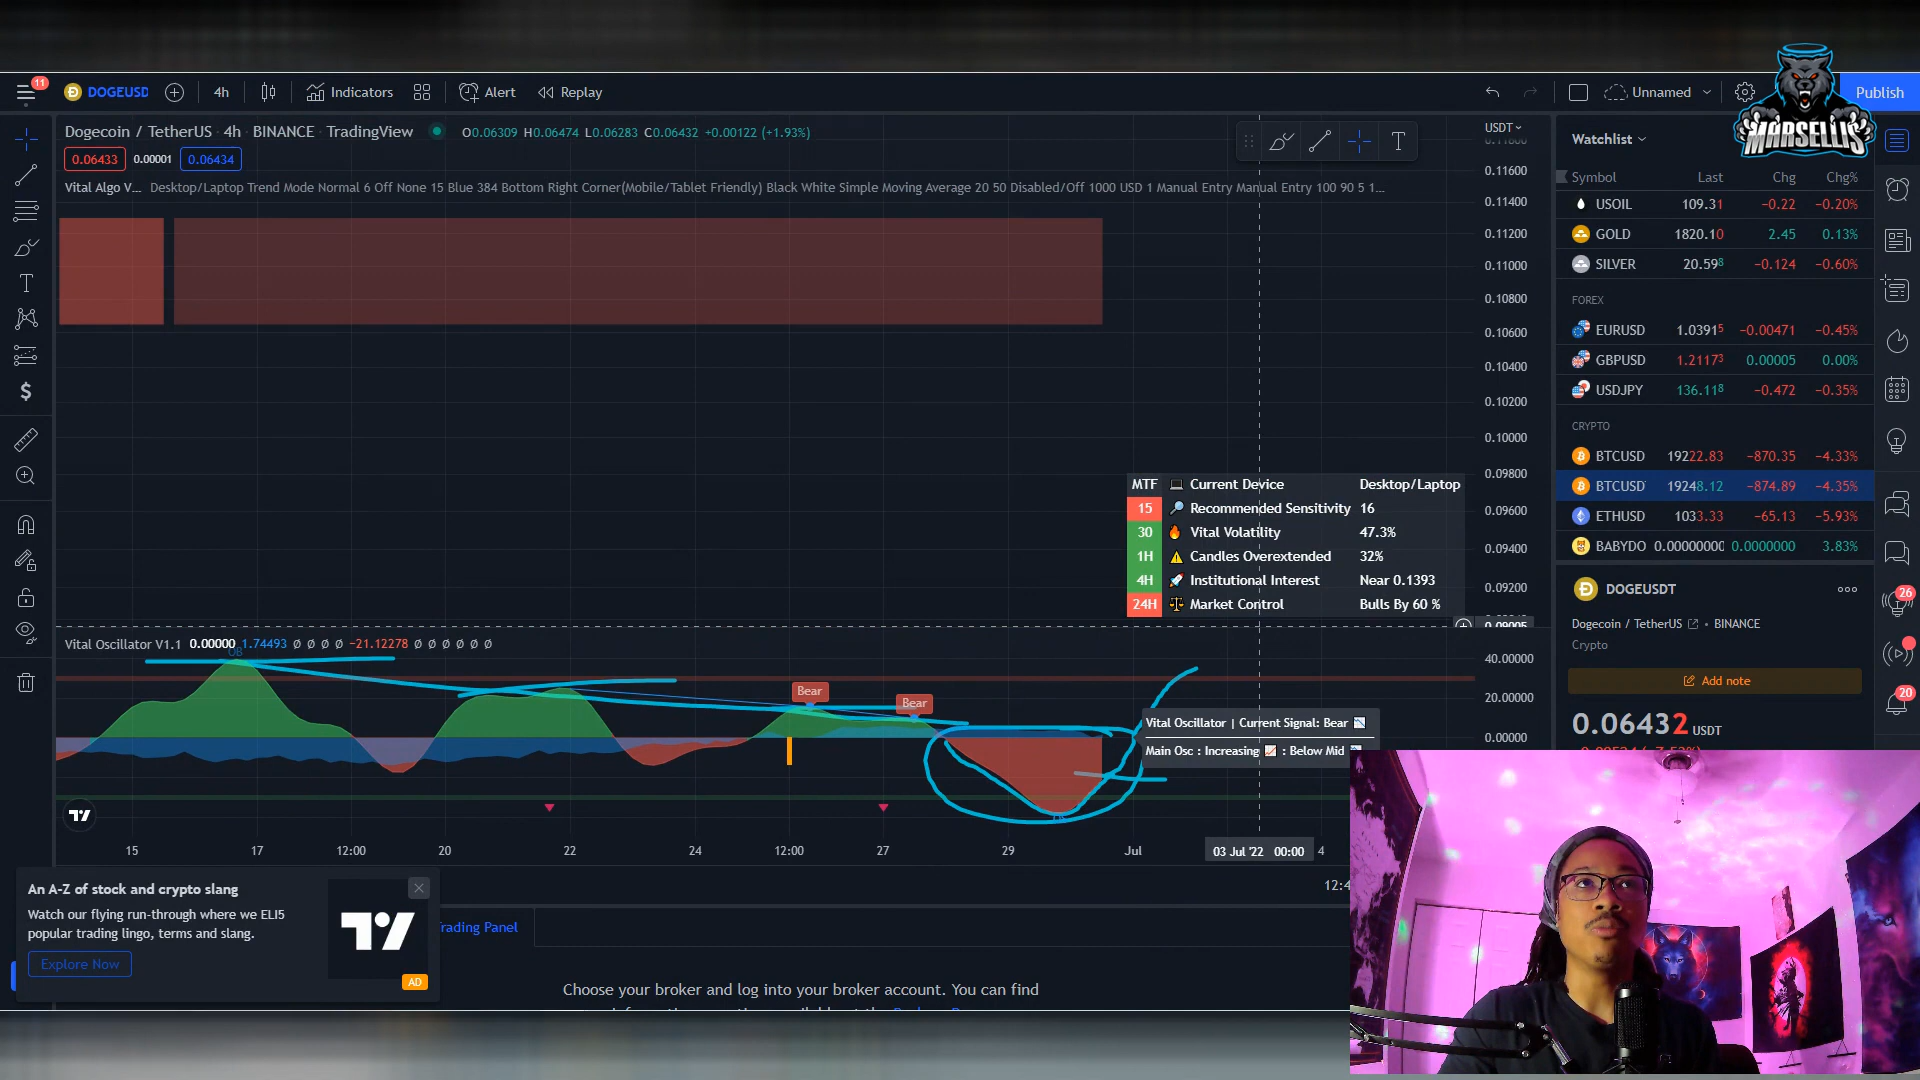 11
DOGEUSD
4h
Indicators
Alert
Replay
Unnamed
Publish
MARSELLIS
Dogecoin / TetherUS · 4h · BINANCE · TradingView
O0.06309 H0.06474 L0.06283 C0.06432 +0.00122 (+1.93%)
0.06433
0.00001
0.06434
Vital Algo V... Desktop/Laptop Trend Mode Normal 6 Off None 15 Blue 384 Bottom Right Corner(Mobile/Tablet Friendly) Black White Simple Moving Average 20 50 Disabled/Off 1000 USD 1 Manual Entry Manual Entry 100 90 5 1...
USDT
0.11800
0.11600
0.11400
0.11200
0.11000
0.10800
0.10600
0.10400
0.10200
0.10000
0.09800
0.09600
0.09400
0.09200
0.09005
MTF Current Device Desktop/Laptop
15 Recommended Sensitivity 16
30 Vital Volatility 47.3%
1H Candles Overextended 32%
4H Institutional Interest Near 0.1393
24H Market Control Bulls By 60 %
Vital Oscillator V1.1 0.00000 1.74493 ∅ ∅ ∅ ∅ −21.12278 ∅ ∅ ∅ ∅ ∅ ∅
OB
Bear
Bear
Vital Oscillator | Current Signal: Bear
Main Osc : Increasing : Below Mid
40.00000
20.00000
0.00000
15 17 12:00 20 22 24 12:00 27 29 Jul 03 Jul '22 00:00 4
12:4
An A-Z of stock and crypto slang
Watch our flying run-through where we ELI5
popular trading lingo, terms and slang.
Explore Now
AD
rading Panel
Choose your broker and log into your broker account. You can find
Watchlist
Symbol Last Chg Chg%
USOIL 109.31 −0.22 −0.20%
GOLD 1820.10 2.45 0.13%
SILVER 20.598 −0.124 −0.60%
FOREX
EURUSD 1.03915 −0.00471 −0.45%
GBPUSD 1.21173 0.00005 0.00%
USDJPY 136.118 −0.472 −0.35%
CRYPTO
BTCUSD 19222.83 −870.35 −4.33%
BTCUSD 19248.12 −874.89 −4.35%
ETHUSD 1033.33 −65.13 −5.93%
BABYDO 0.00000000 0.0000000 3.83%
DOGEUSDT
Dogecoin / TetherUS • BINANCE
Crypto
Add note
0.06432 USDT
26
20